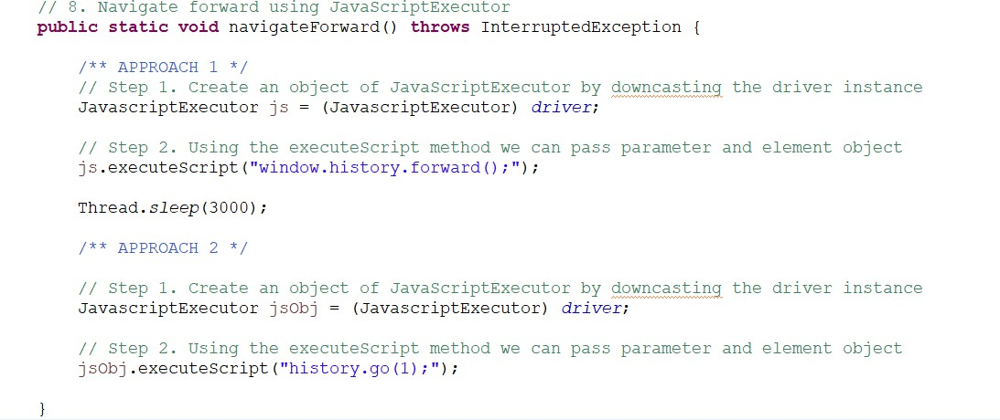 // 8. Navigate forward using JavaScriptExecutor
public static void navigateForward() throws InterruptedException {
/** APPROACH 1 */
// Step 1. Create an object of JavaScriptExecutor by downcasting the driver instance
JavascriptExecutor js = (JavascriptExecutor) driver;
// Step 2. Using the executeScript method we can pass parameter and element object
js.executeScript("window.history.forward();");
Thread.sleep(3000);
/** APPROACH 2 */
// Step 1. Create an object of JavaScriptExecutor by downcasting the driver instance
JavascriptExecutor jsObj = (JavascriptExecutor) driver;
// Step 2. Using the executeScript method we can pass parameter and element object
jsObj.executeScript("history.go(1);");
}